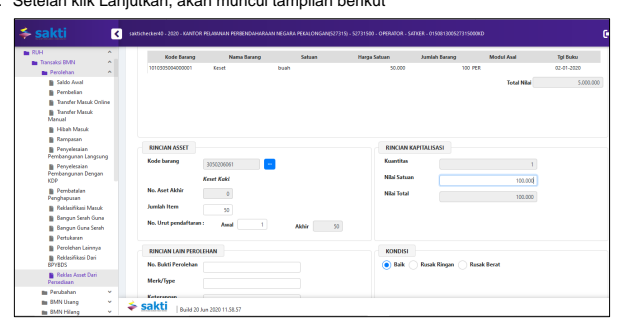 Setelah klik Lanjutkan, akan muncul tampilan berikut
sakti
sakticheckerk40 - 2020 - KANTOR PELAYANAN PERBENDAHARAAN NEGARA PEKALONGAN(527315) - 52731500 - OPERATOR - SATKER - 015081300527315000KD
RUH
Transaksi BMN
Perolehan
Saldo Awal
Pembelian
Transfer Masuk Online
Transfer Masuk
Manual
Hibah Masuk
Rampasan
Penyelesaian
Pembangunan Langsung
Penyelesaian
Pembangunan Dengan
KDP
Pembatalan
Penghapusan
Reklasifikasi Masuk
Bangun Serah Guna
Bangun Guna Serah
Pertukaran
Perolehan Lainnya
Reklasifikasi Dari
BPYBDS
Reklas Asset Dari
Persediaan
Perubahan
BMN Usang
BMN Hilang
Kode Barang Nama Barang Satuan Harga Satuan Jumlah Barang Modul Asal Tgl Buku
1010305004000001 Keset buah 50.000 100 PER 02-01-2020
Total Nilai 5.000.000
RINCIAN ASSET
Kode barang 3050206061
Keset Kaki
No. Aset Akhir 0
Jumlah Item 50
No. Urut pendaftaran : Awal 1 Akhir 50
RINCIAN KAPITALISASI
Kuantitas 1
Nilai Satuan 100.000
Nilai Total 100.000
RINCIAN LAIN PEROLEHAN
No. Bukti Perolehan
Merk/Type
Keterangan
KONDISI
Baik Rusak Ringan Rusak Berat
sakti | Build 20 Jun 2020 11.58.57